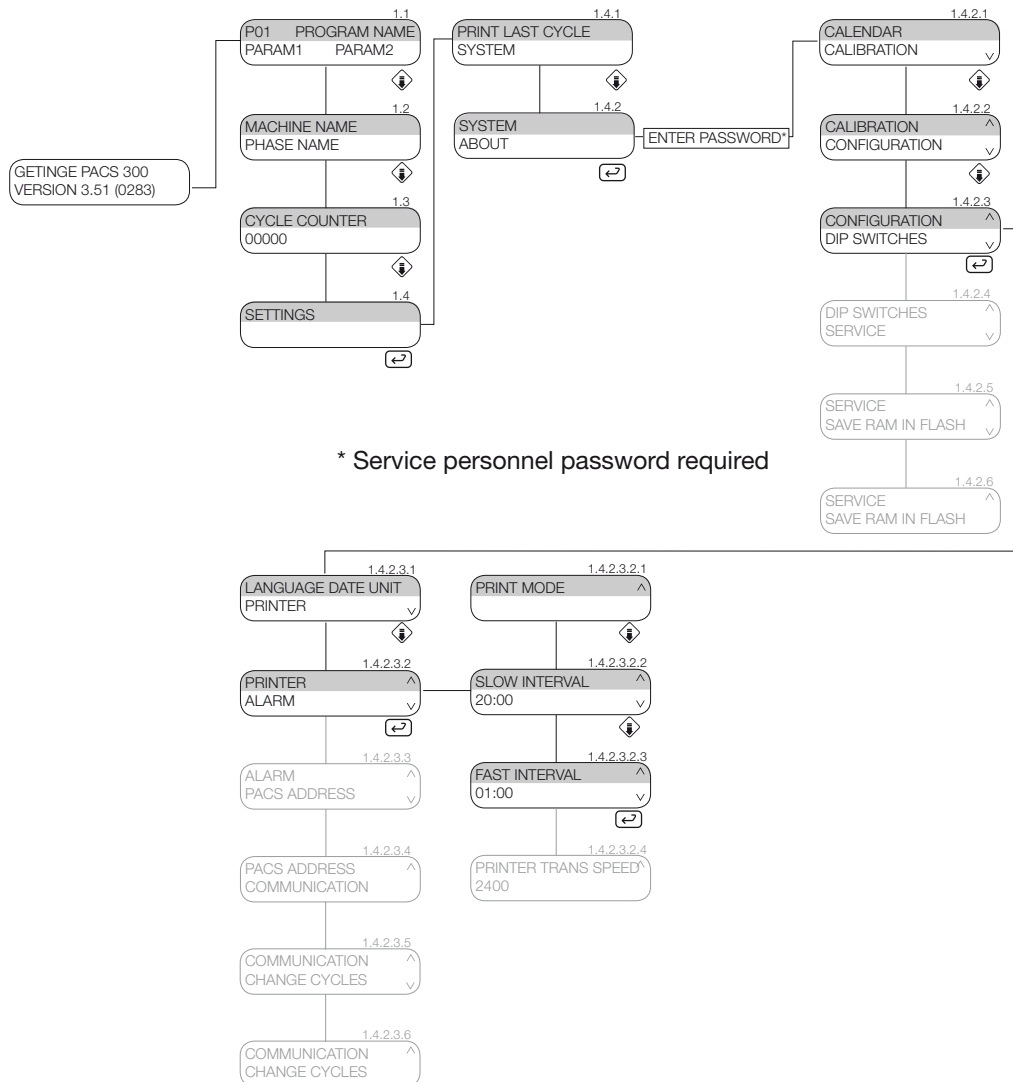 GETINGE PACS 300
VERSION 3.51 (0283)
1.1
P01 PROGRAM NAME
PARAM1 PARAM2
1.2
MACHINE NAME
PHASE NAME
1.3
CYCLE COUNTER
00000
1.4
SETTINGS
1.4.1
PRINT LAST CYCLE
SYSTEM
1.4.2
SYSTEM
ABOUT
ENTER PASSWORD*
1.4.2.1
CALENDAR
CALIBRATION
1.4.2.2
CALIBRATION
CONFIGURATION
1.4.2.3
CONFIGURATION
DIP SWITCHES
1.4.2.4
DIP SWITCHES
SERVICE
1.4.2.5
SERVICE
SAVE RAM IN FLASH
1.4.2.6
SERVICE
SAVE RAM IN FLASH
* Service personnel password required
1.4.2.3.1
LANGUAGE DATE UNIT
PRINTER
1.4.2.3.2
PRINTER
ALARM
1.4.2.3.3
ALARM
PACS ADDRESS
1.4.2.3.4
PACS ADDRESS
COMMUNICATION
1.4.2.3.5
COMMUNICATION
CHANGE CYCLES
1.4.2.3.6
COMMUNICATION
CHANGE CYCLES
1.4.2.3.2.1
PRINT MODE
1.4.2.3.2.2
SLOW INTERVAL
20:00
1.4.2.3.2.3
FAST INTERVAL
01:00
1.4.2.3.2.4
PRINTER TRANS SPEED
2400